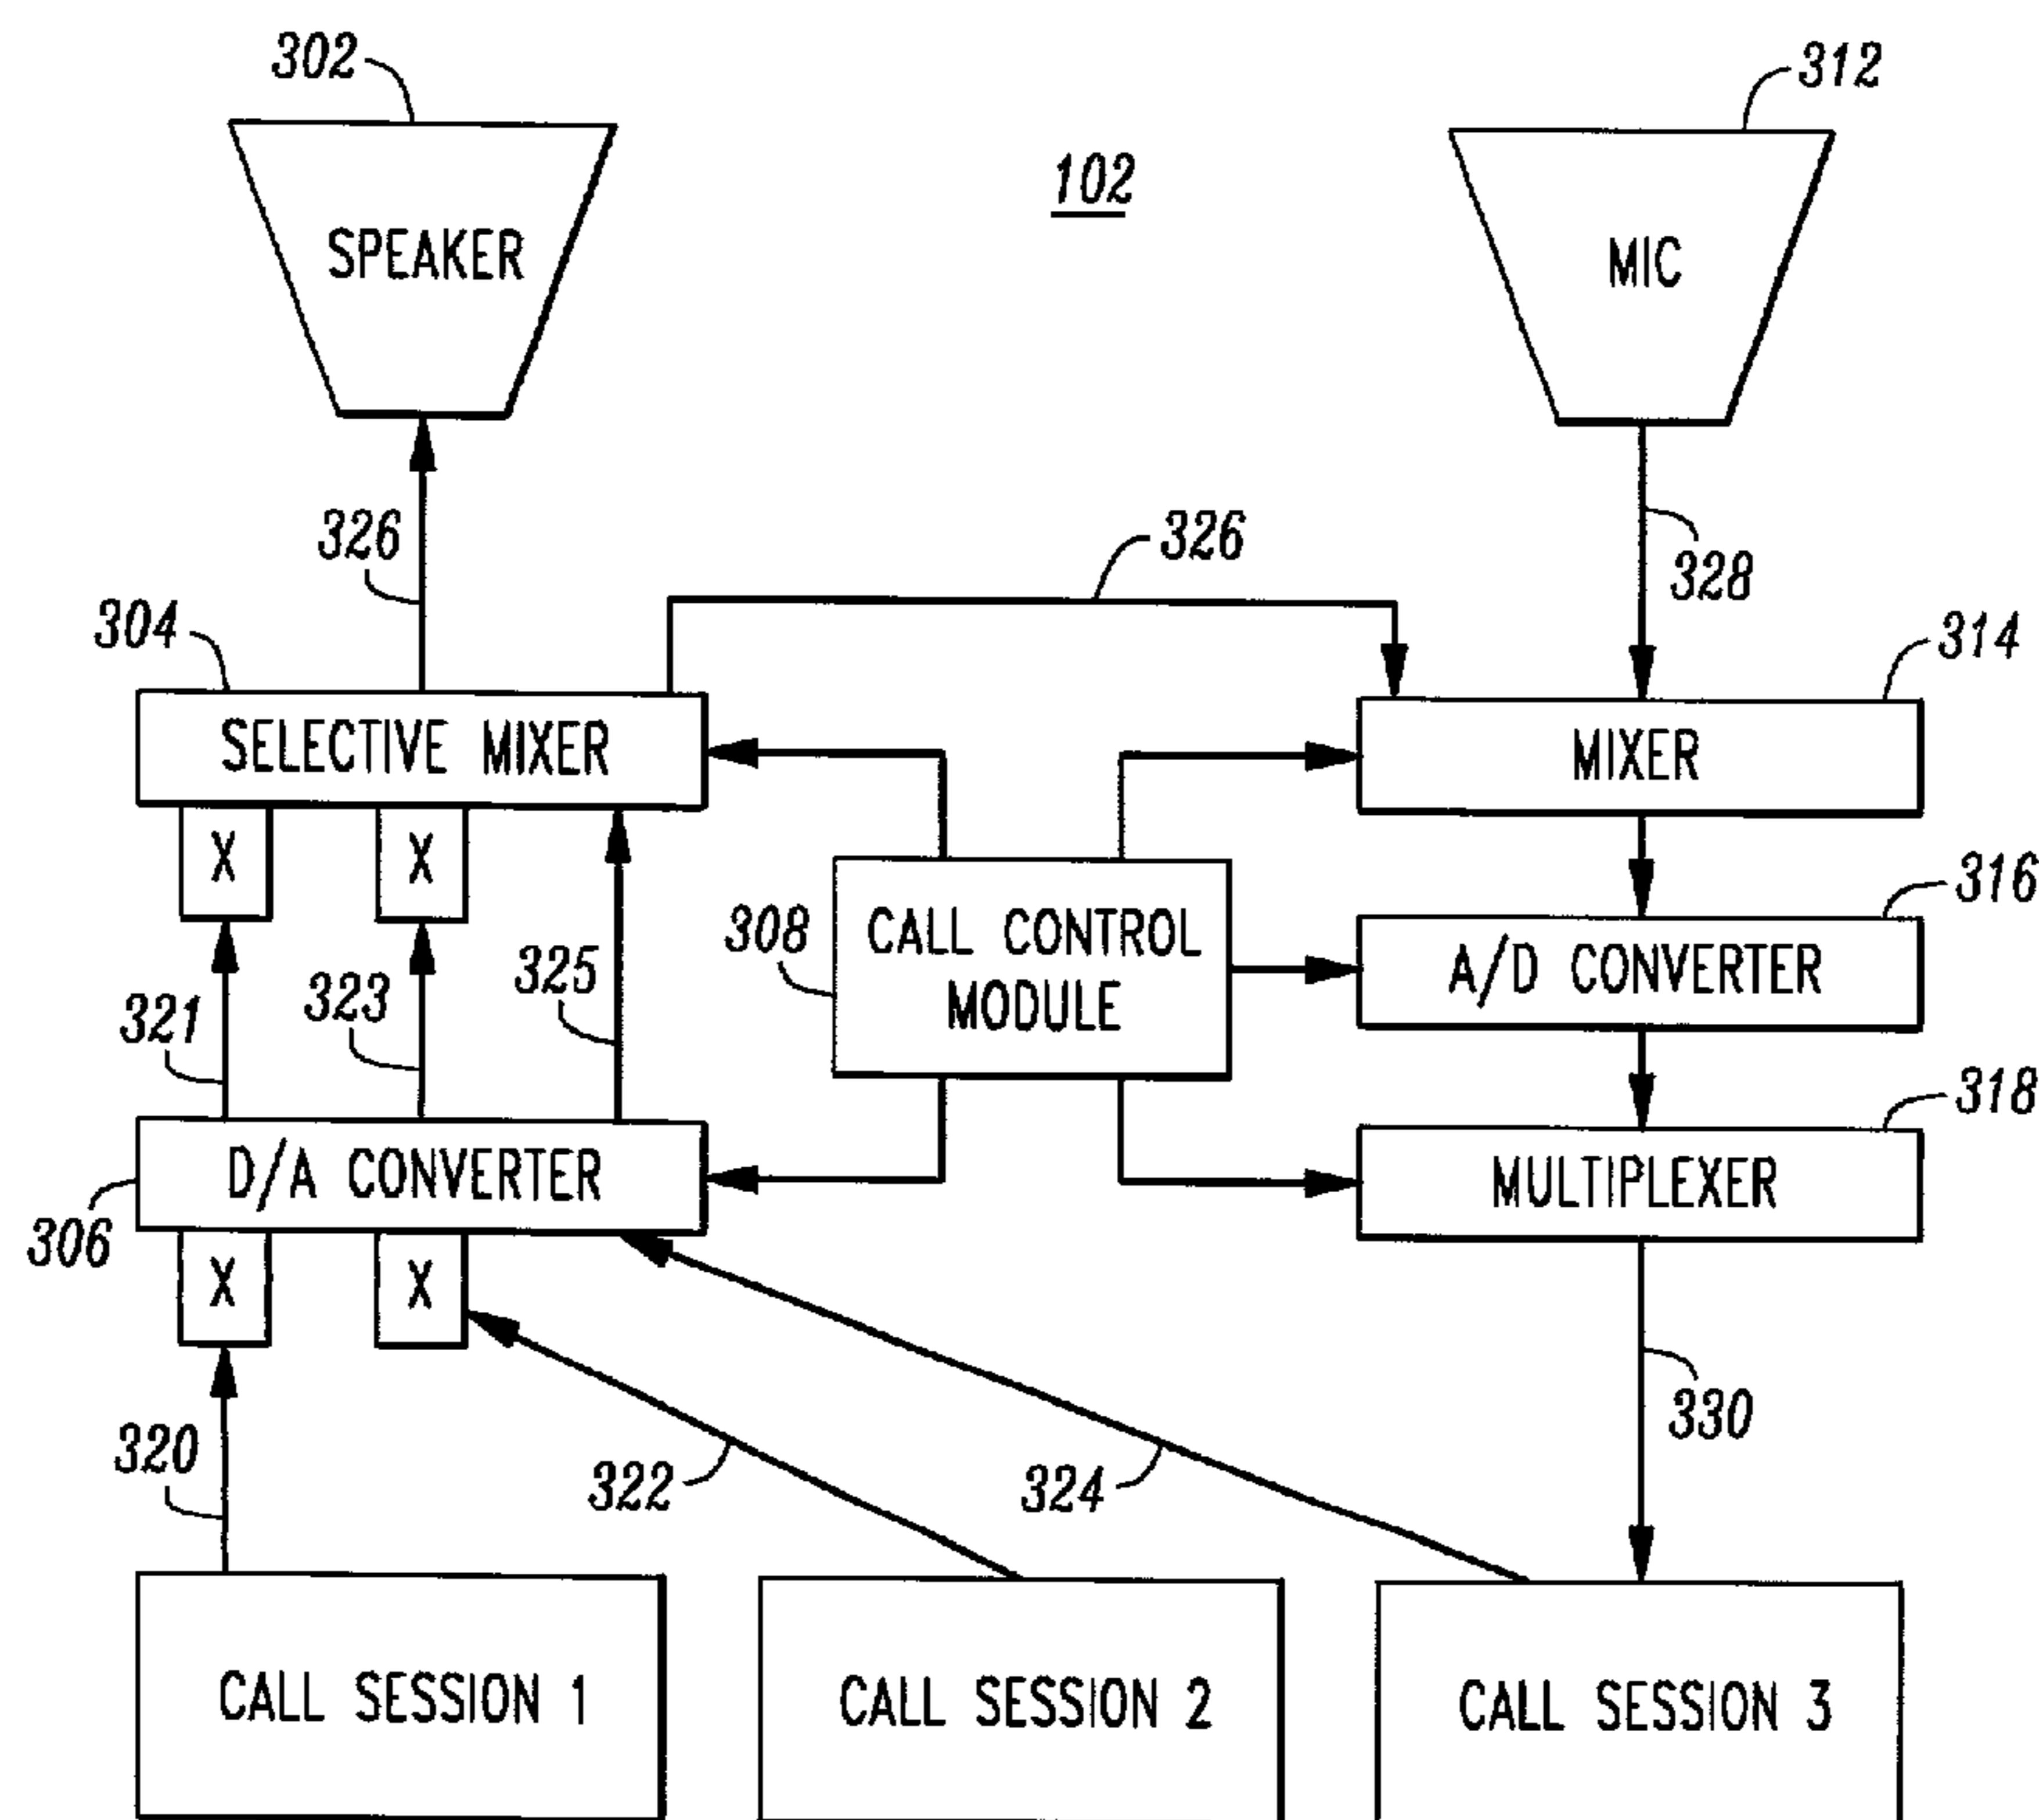 302
312
102
SPEAKER
MIC
326
326
328
304
314
SELECTIVE MIXER
MIXER
X
X
308
CALL CONTROL
MODULE
316
A/D CONVERTER
321
323
325
318
D/A CONVERTER
MULTIPLEXER
306
X
X
320
322
324
330
CALL SESSION 1
CALL SESSION 2
CALL SESSION 3